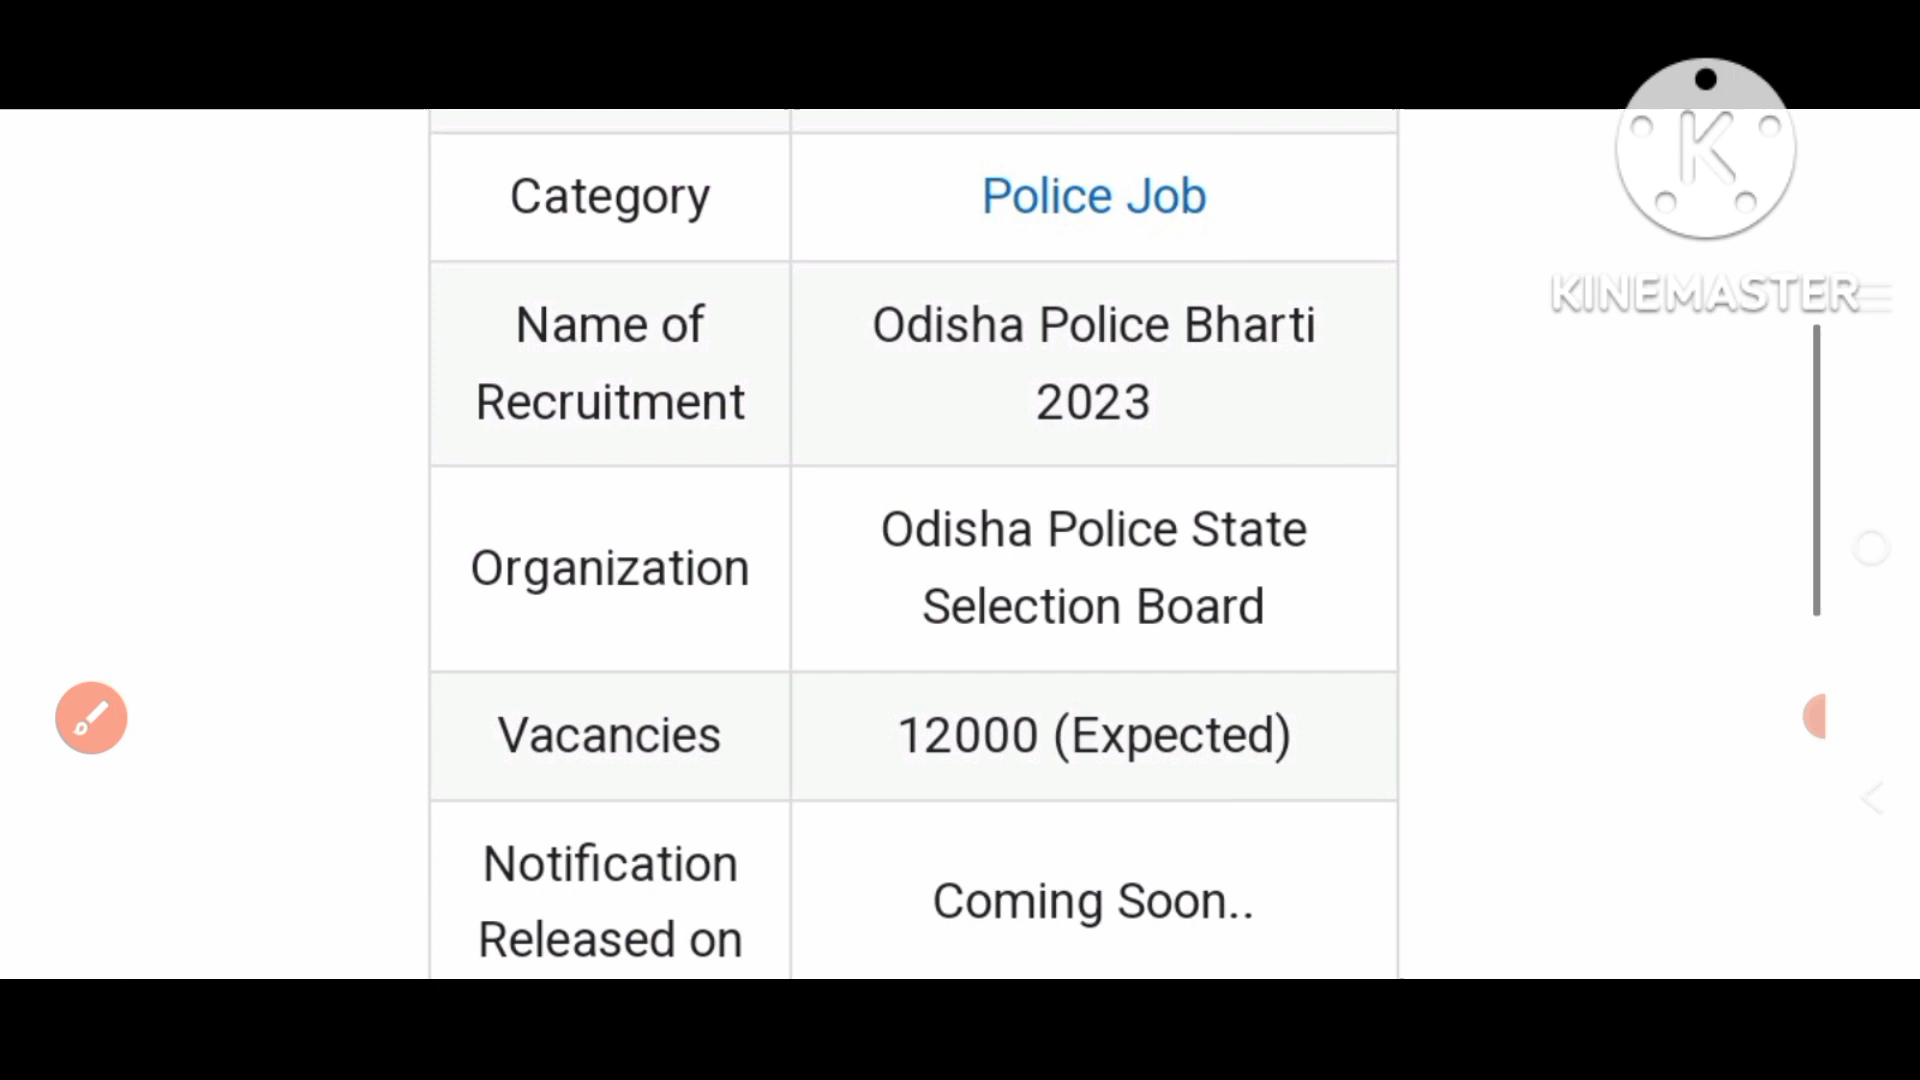 Category
Police Job
Name of
Recruitment
Odisha Police Bharti
2023
Organization
Odisha Police State
Selection Board
Vacancies
12000 (Expected)
Notification
Released on
Coming Soon..
K
KINEMASTER